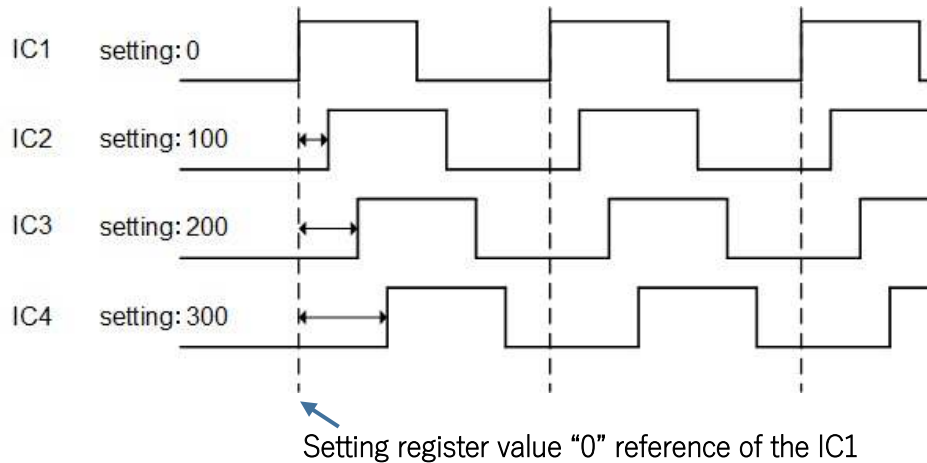 IC1 setting: 0
IC2 setting: 100
IC3 setting: 200
IC4 setting: 300
Setting register value “0” reference of the IC1